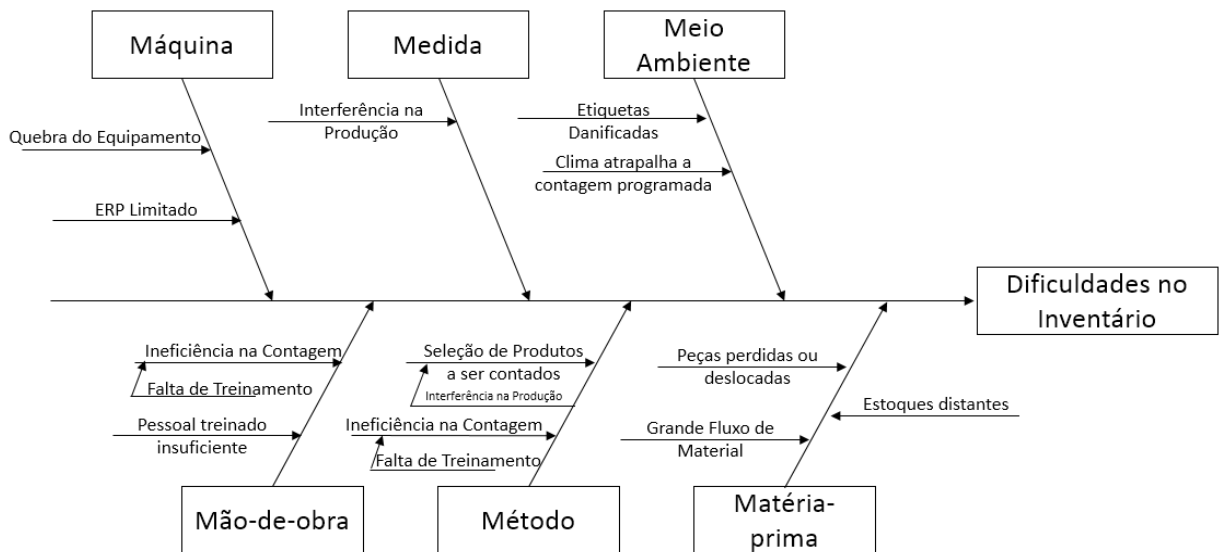 Máquina
Medida
Meio
Ambiente
Interferência na
Produção
Etiquetas
Danificadas
Quebra do Equipamento
Clima atrapalha a
contagem programada
ERP Limitado
Dificuldades no
Inventário
Ineficiência na Contagem
Falta de Treinamento
Pessoal treinado
insuficiente
Seleção de Produtos
a ser contados
Interferência na Produção
Ineficiência na Contagem
Falta de Treinamento
Peças perdidas ou
deslocadas
Estoques distantes
Grande Fluxo de
Material
Mão-de-obra
Método
Matéria-
prima